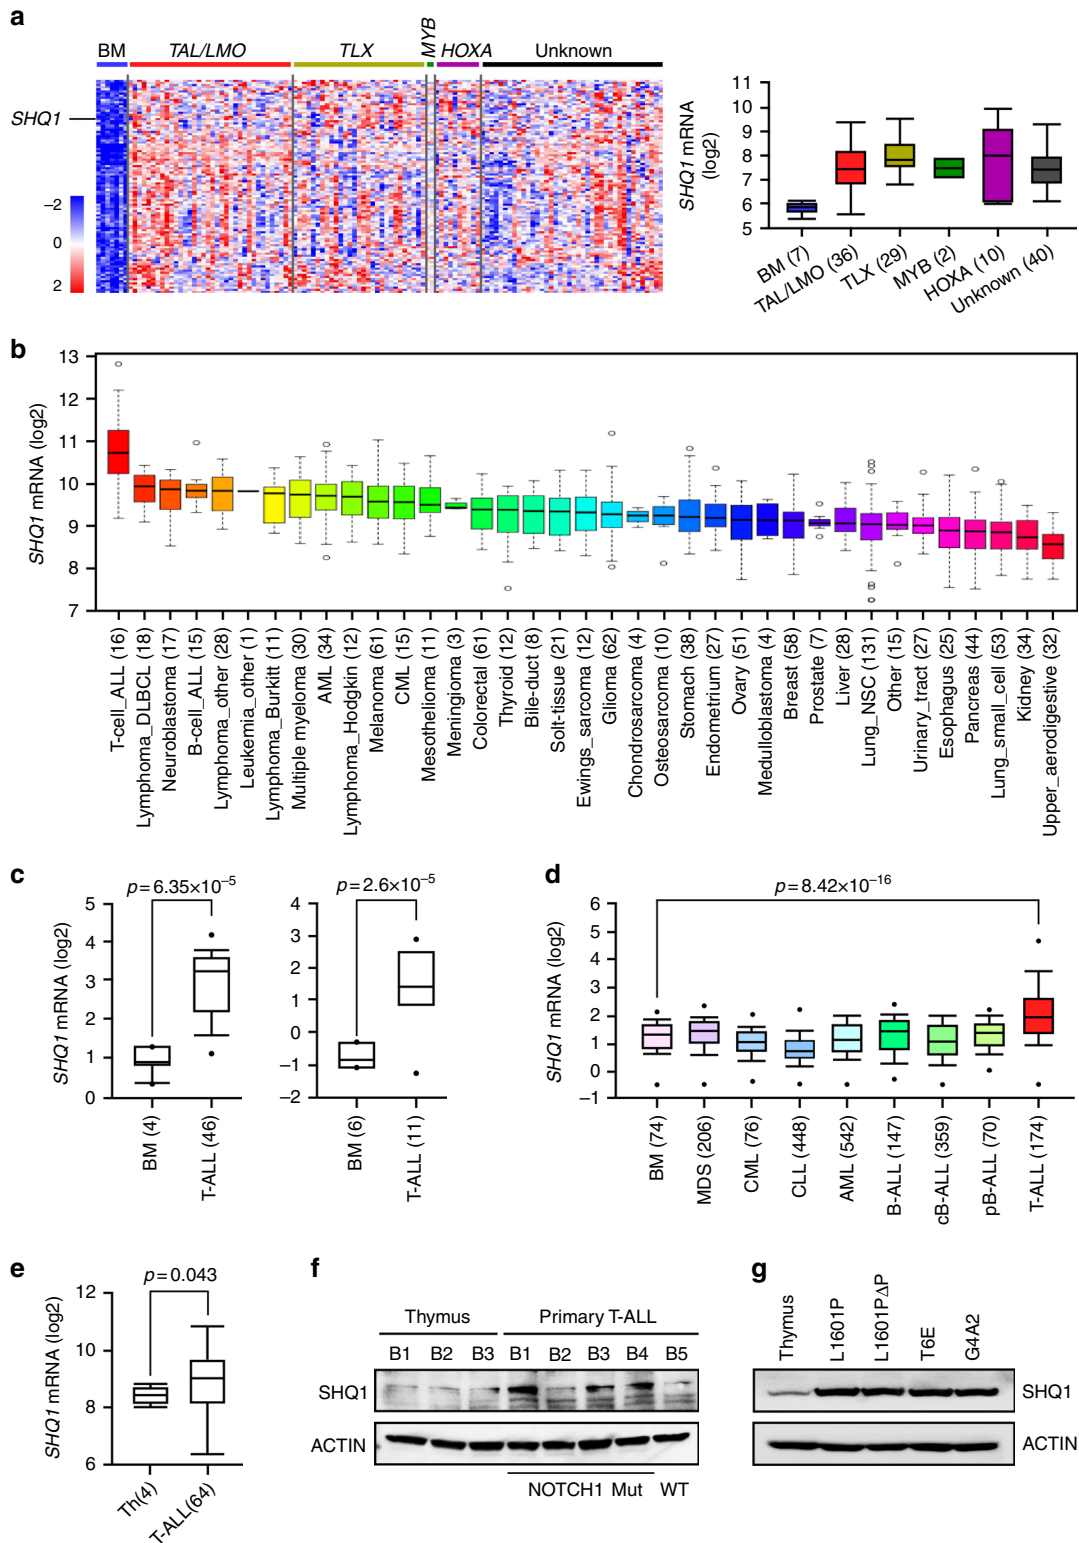 a
BM TAL/LMO TLX MYB HOXA Unknown
SHQ1
−2
0
2
SHQ1 mRNA
(log2)
11
10
9
8
7
6
5
BM (7)
TAL/LMO (36)
TLX (29)
MYB (2)
HOXA (10)
Unknown (40)
b
SHQ1 mRNA (log2)
13
12
11
10
9
8
7
T-cell_ALL (16)
Lymphoma_DLBCL (18)
Neuroblastoma (17)
B-cell_ALL (15)
Lymphoma_other (28)
Leukemia_other (1)
Lymphoma_Burkitt (11)
Multiple myeloma (30)
AML (34)
Lymphoma_Hodgkin (12)
Melanoma (61)
CML (15)
Mesothelioma (11)
Meningioma (3)
Colorectal (61)
Thyroid (12)
Bile-duct (8)
Solt-tissue (21)
Ewings_sarcoma (12)
Glioma (62)
Chondrosarcoma (4)
Osteosarcoma (10)
Stomach (38)
Endometrium (27)
Ovary (51)
Medulloblastoma (4)
Breast (58)
Prostate (7)
Liver (28)
Lung_NSC (131)
Other (15)
Urinary_tract (27)
Esophagus (25)
Pancreas (44)
Lung_small_cell (53)
Kidney (34)
Upper_aerodigestive (32)
c
p=6.35×10−5
SHQ1 mRNA (log2)
5
4
3
2
1
0
BM (4)
T-ALL (46)
p=2.6×10−5
4
3
2
1
0
−1
−2
BM (6)
T-ALL (11)
d
p=8.42×10−16
SHQ1 mRNA (log2)
6
5
4
3
2
1
0
−1
BM (74)
MDS (206)
CML (76)
CLL (448)
AML (542)
B-ALL (147)
cB-ALL (359)
pB-ALL (70)
T-ALL (174)
e
p=0.043
SHQ1 mRNA (log2)
12
10
8
6
Th(4)
T-ALL(64)
f
Thymus Primary T-ALL
B1 B2 B3 B1 B2 B3 B4 B5
SHQ1
ACTIN
NOTCH1 Mut WT
g
Thymus
L1601P
L1601PΔP
T6E
G4A2
SHQ1
ACTIN